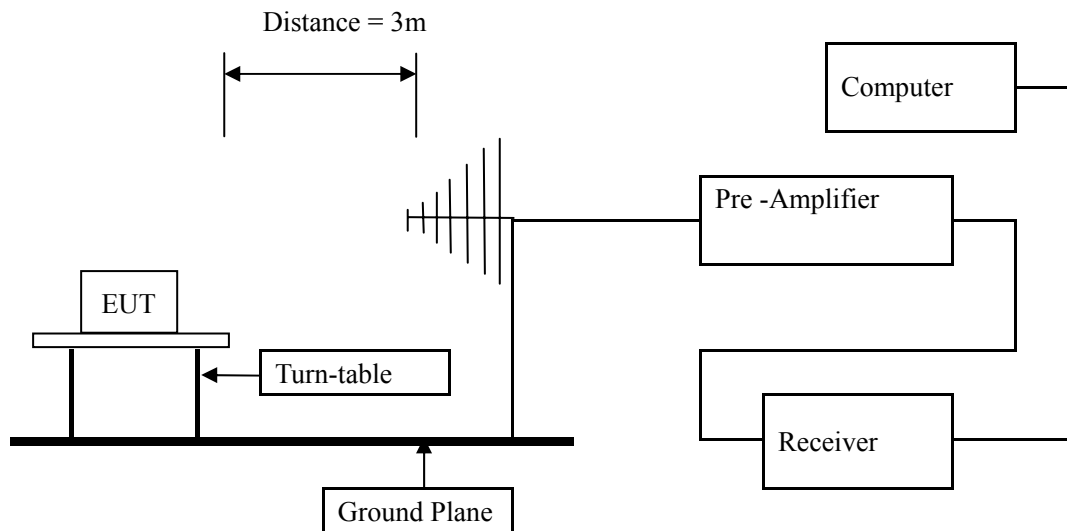 Distance = 3m
Computer
Pre -Amplifier
EUT
Turn-table
Receiver
Ground Plane